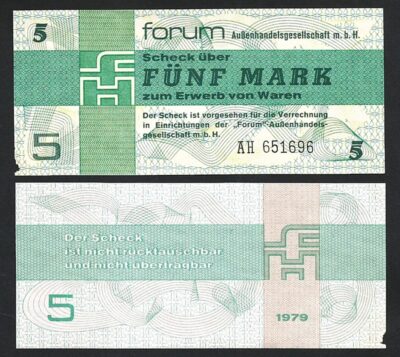 5
forum Außenhandelsgesellschaft m. b. H.
Scheck über
FÜNF MARK
zum Erwerb von Waren
Der Scheck ist vorgesehen für die Verrechnung
in Einrichtungen der „Forum"-Außenhandels-
gesellschaft m. b. H.
5
AH 651696
5
Der Scheck
ist nicht rücktauschbar
und nicht übertragbar
5
1979